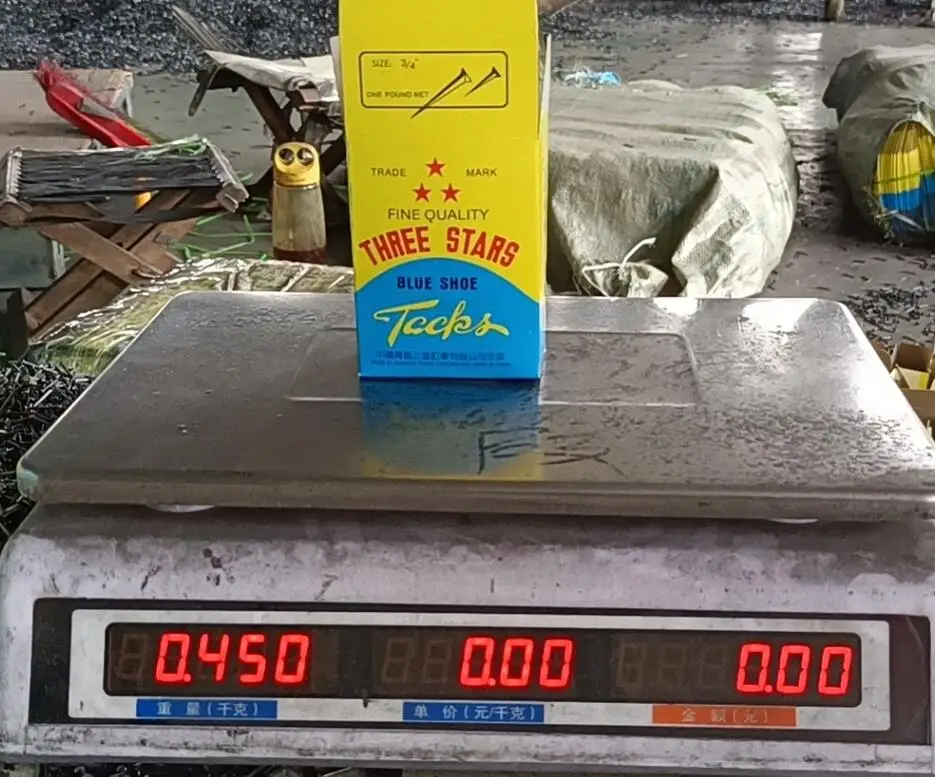 SIZE: 3/4"
ONE POUND NET
TRADE MARK
FINE QUALITY
THREE STARS
BLUE SHOE
Tacks
0.450 0.00 0.00
重量(千克) 单价(元/千克) 金额(元)